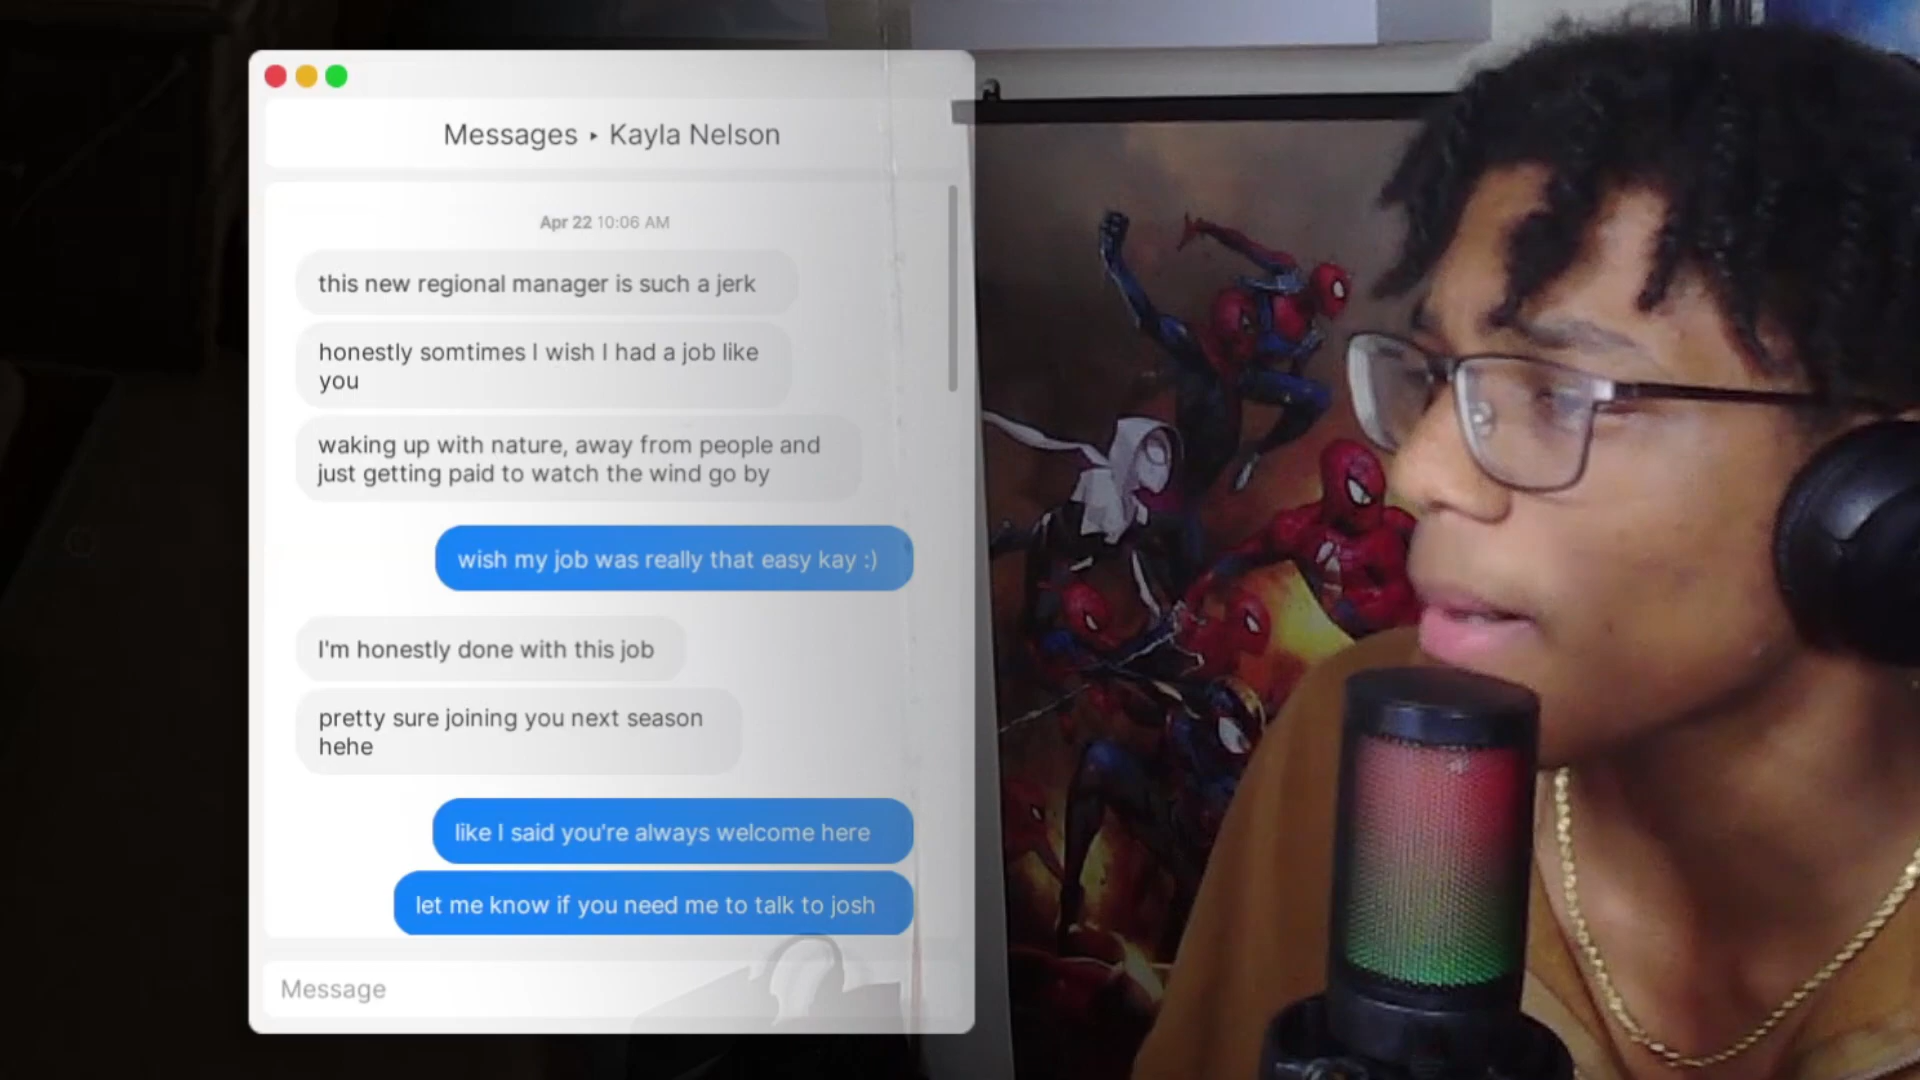 Messages ‣ Kayla Nelson
Apr 22 10:06 AM
this new regional manager is such a jerk
honestly somtimes I wish I had a job like
you
waking up with nature, away from people and
just getting paid to watch the wind go by
wish my job was really that easy kay :)
I'm honestly done with this job
pretty sure joining you next season
hehe
like I said you're always welcome here
let me know if you need me to talk to josh
Message